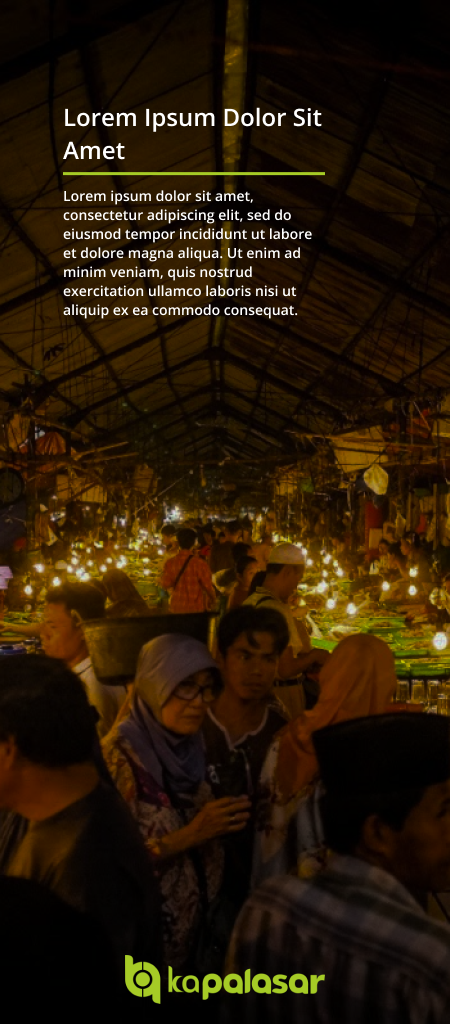 Lorem Ipsum Dolor Sit
Amet
Lorem ipsum dolor sit amet,
consectetur adipiscing elit, sed do
eiusmod tempor incididunt ut labore
et dolore magna aliqua. Ut enim ad
minim veniam, quis nostrud
exercitation ullamco laboris nisi ut
aliquip ex ea commodo consequat.
kapalasar